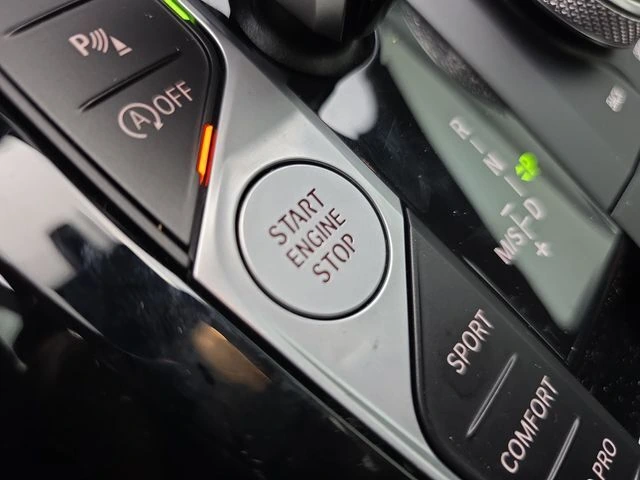 P
A OFF
START
ENGINE
STOP
R
N
D
M/S
+
SPORT
COMFORT
PRO